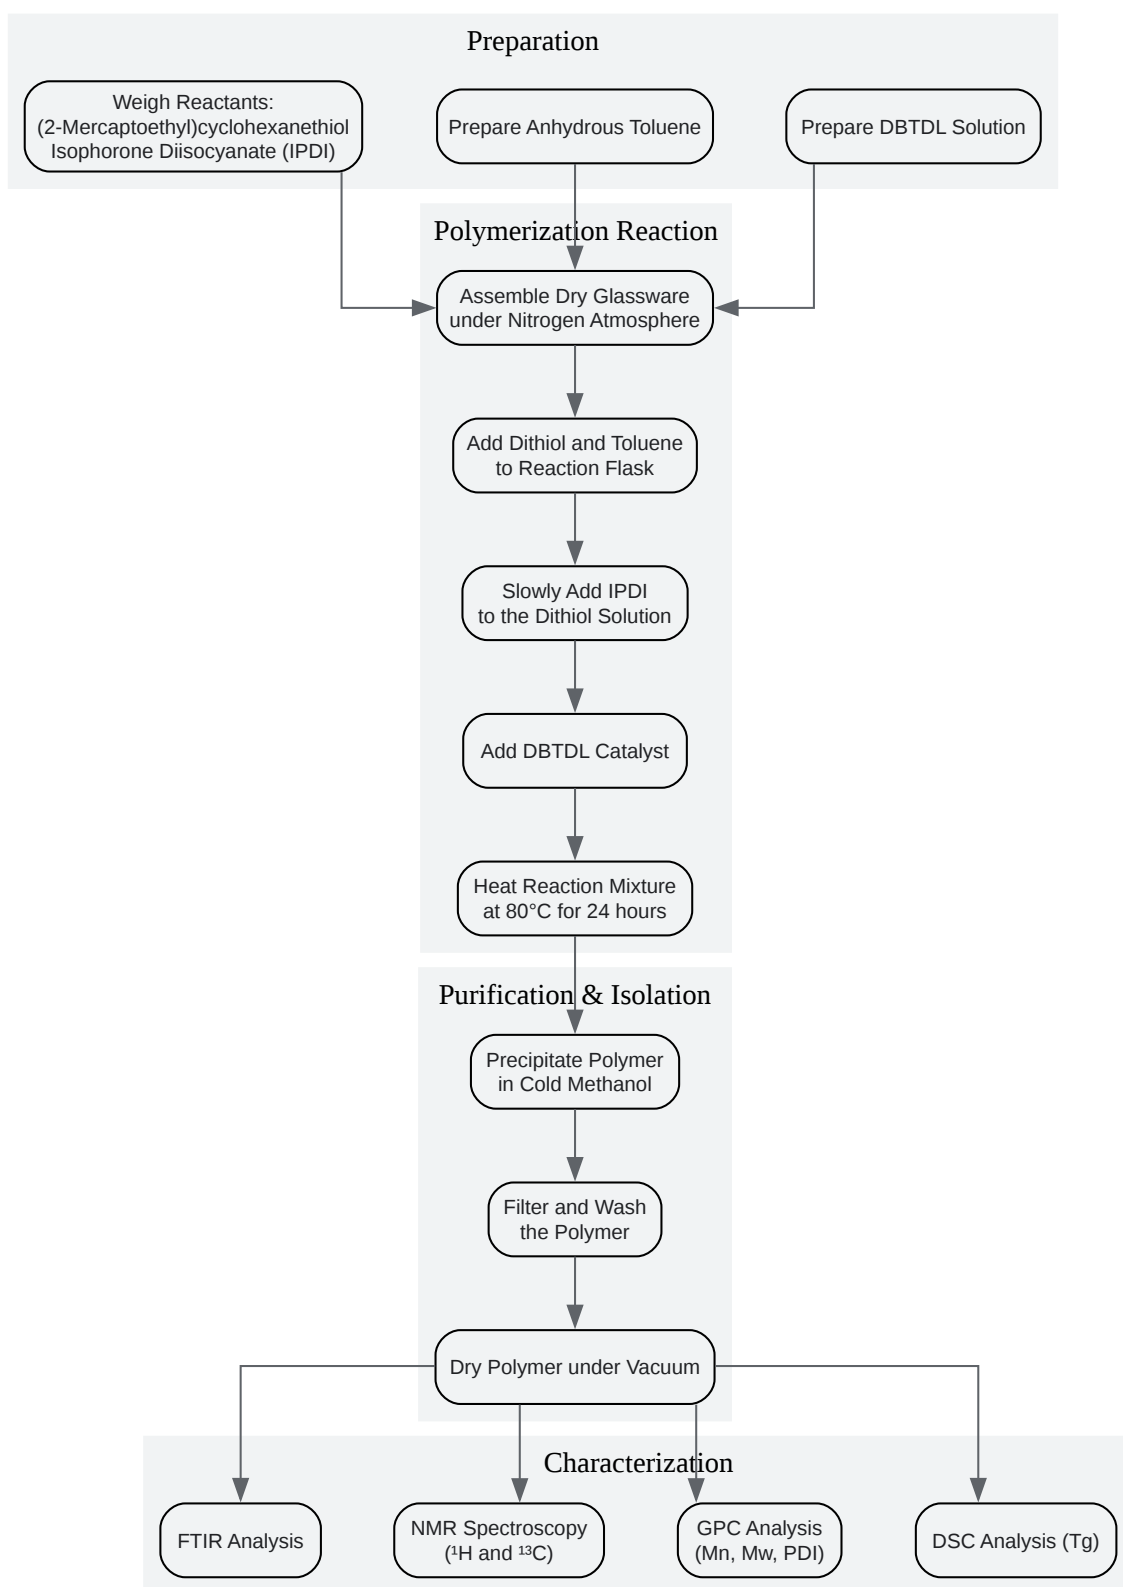 Preparation
Weigh Reactants:
(2-Mercaptoethyl)cyclohexanethiol
Isophorone Diisocyanate (IPDI)
Prepare Anhydrous Toluene
Prepare DBTDL Solution
Polymerization Reaction
Assemble Dry Glassware
under Nitrogen Atmosphere
Add Dithiol and Toluene
to Reaction Flask
Slowly Add IPDI
to the Dithiol Solution
Add DBTDL Catalyst
Heat Reaction Mixture
at 80°C for 24 hours
Purification & Isolation
Precipitate Polymer
in Cold Methanol
Filter and Wash
the Polymer
Dry Polymer under Vacuum
Characterization
FTIR Analysis
NMR Spectroscopy
(¹H and ¹³C)
GPC Analysis
(Mn, Mw, PDI)
DSC Analysis (Tg)